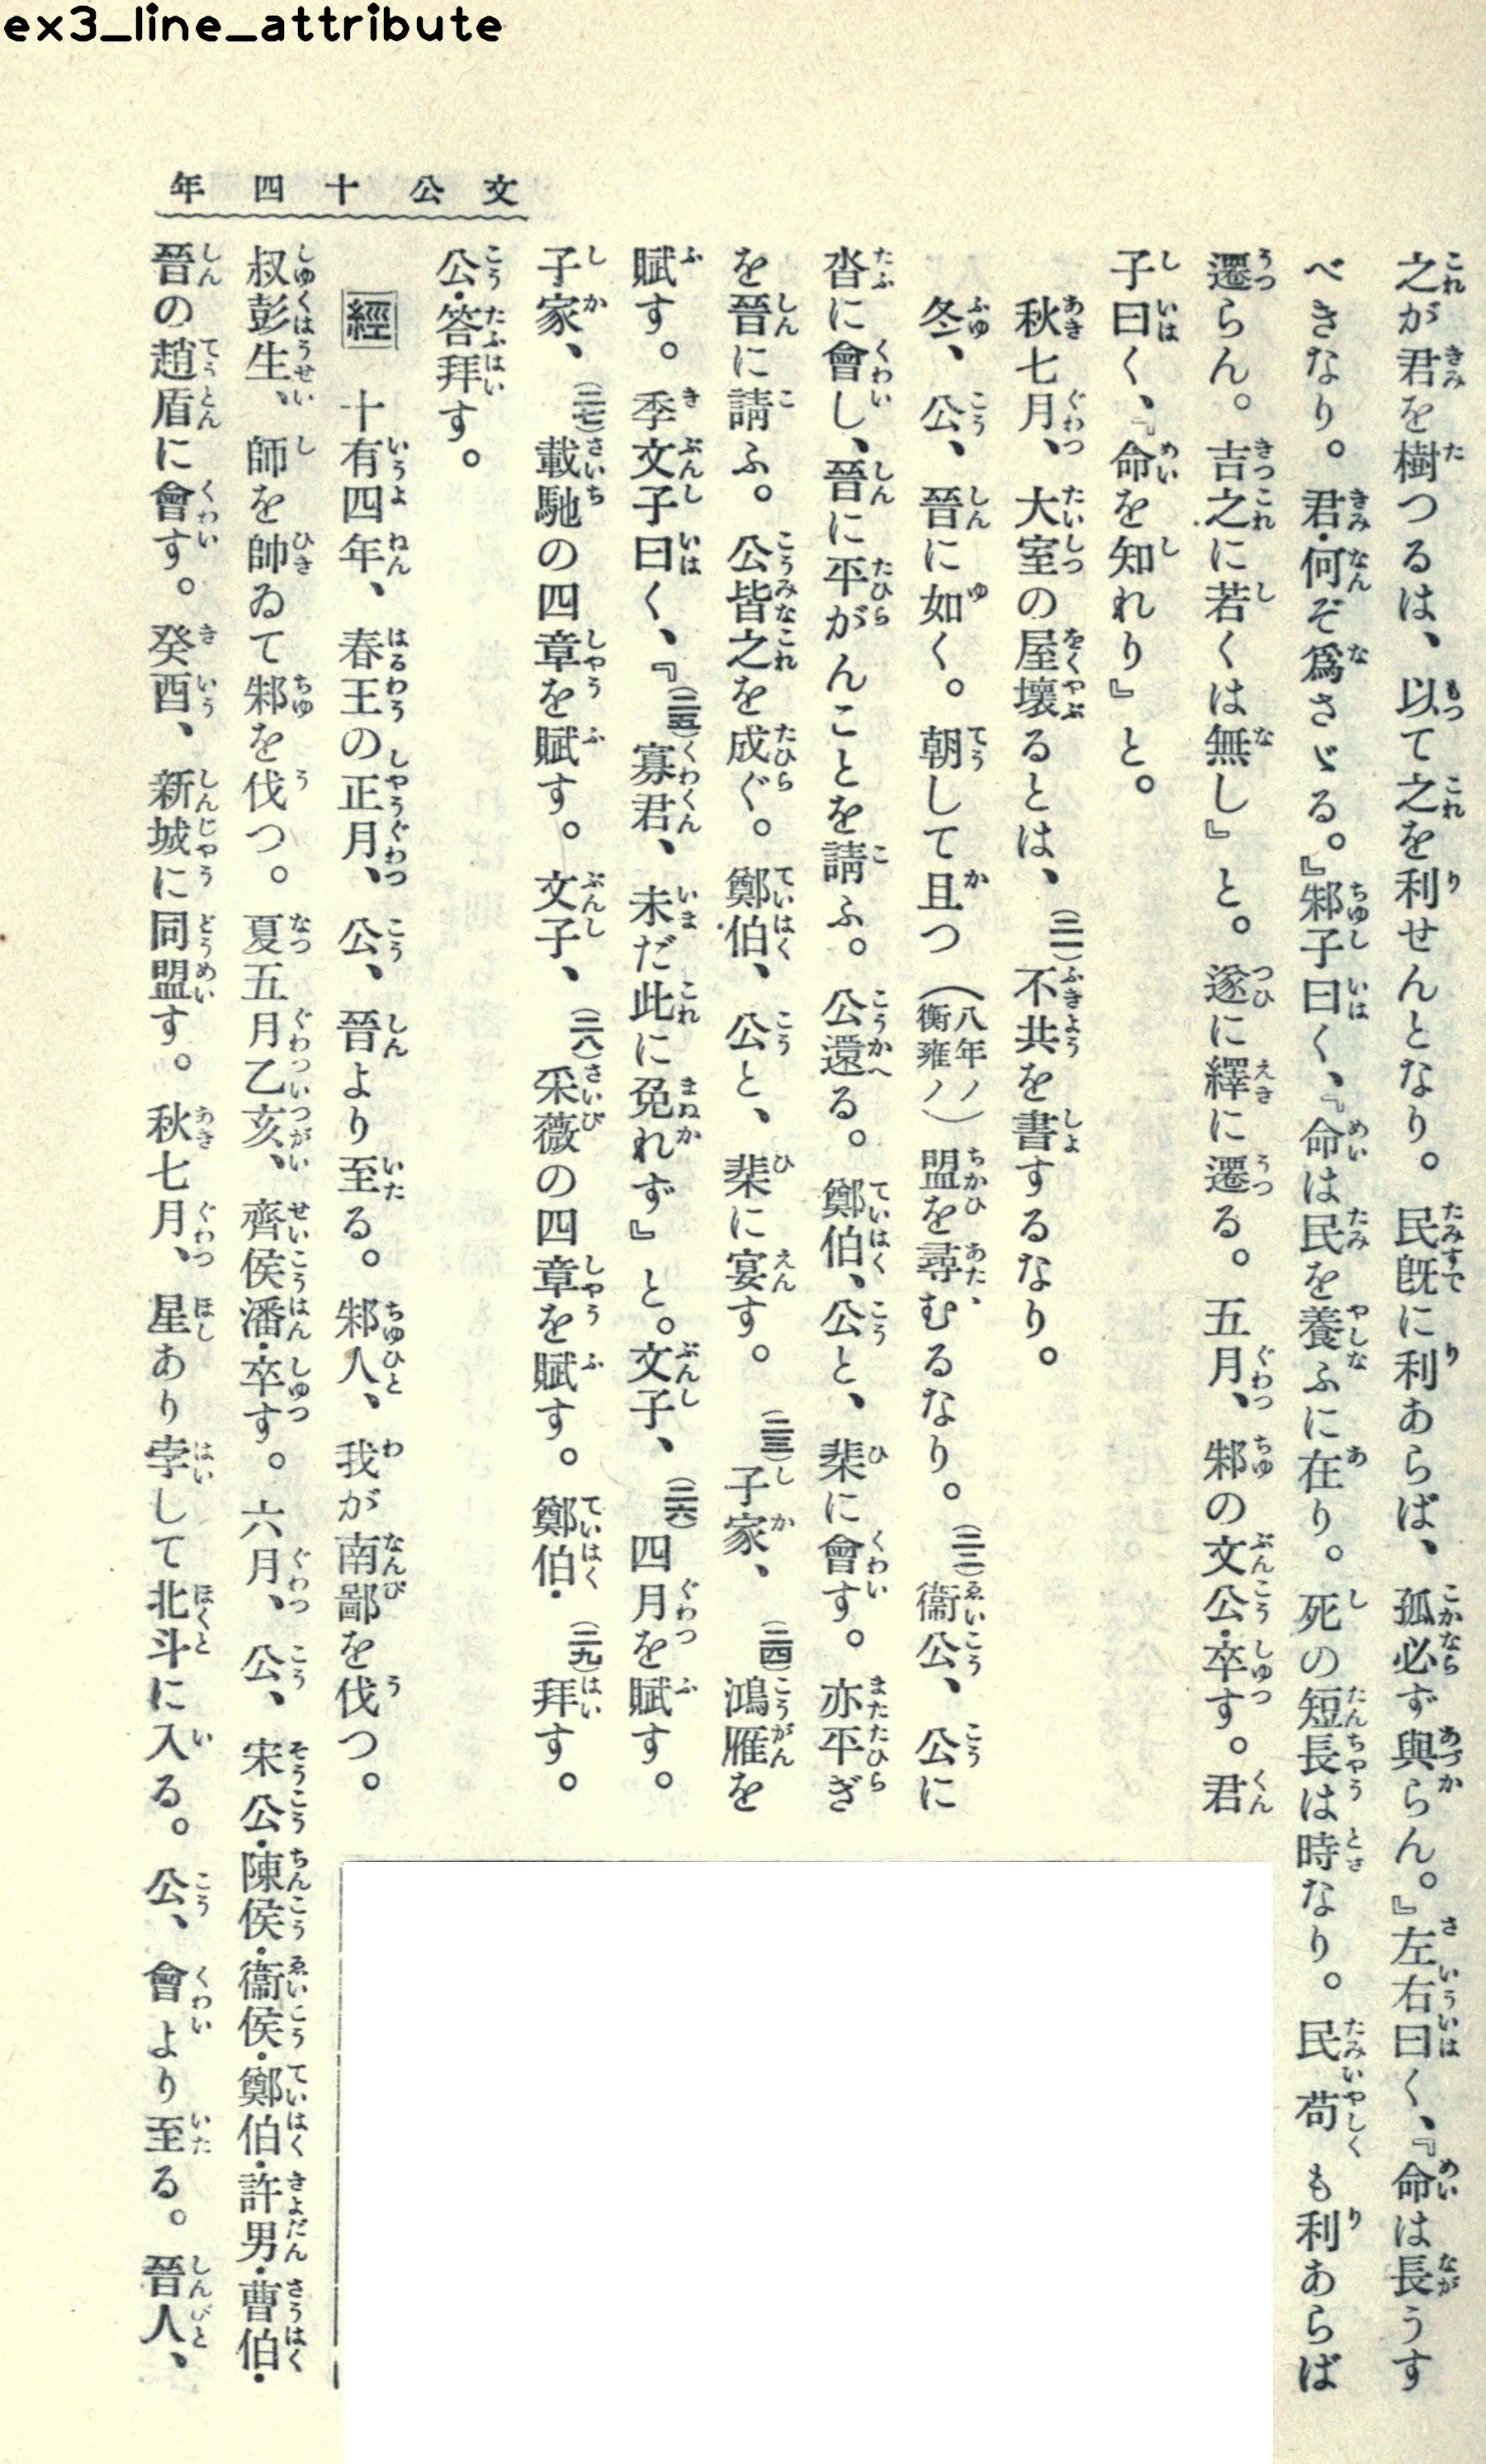 ex3_line_attribute
文公十四年
之が君を樹つるは、以て之を利せんとなり。民既に利あらば、孤必ず與らん。』左右曰く、『命は長うす
べきなり。君・何ぞ爲さゞる。』邾子曰く、『命は民を養ふに在り。死の短長は時なり。民苟も利あらば
遷らん。吉之に若くは無し』と。遂に繹に遷る。五月、邾の文公・卒す。君
子曰く、『命を知れり』と。
秋七月、大室の屋壞るとは、(二一)不共を書するなり。
冬、公、晉に如く。朝して且つ(八年ノ衡雍ノ)盟を尋むるなり。(二二)衞公、公に
沓に會し、晉に平がんことを請ふ。公還る。鄭伯、公と、棐に會す。亦平ぎ
を晉に請ふ。公皆之を成ぐ。鄭伯、公と、棐に宴す。(二三)子家、(二四)鴻雁を
賦す。季文子曰く、『(二五)寡君、未だ此に免れず』と。文子、(二六)四月を賦す。
子家、(二七)載馳の四章を賦す。文子、(二八)采薇の四章を賦す。鄭伯・(二九)拜す。
公・答拜す。
經 十有四年、春王の正月、公、晉より至る。邾人、我が南鄙を伐つ。
叔彭生、師を帥ゐて邾を伐つ。夏五月乙亥、齊侯潘・卒す。六月、公、宋公・陳侯・衞侯・鄭伯・許男・曹伯・
晉の趙盾に會す。癸酉、新城に同盟す。秋七月、星あり孛して北斗に入る。公、會より至る。晉人、